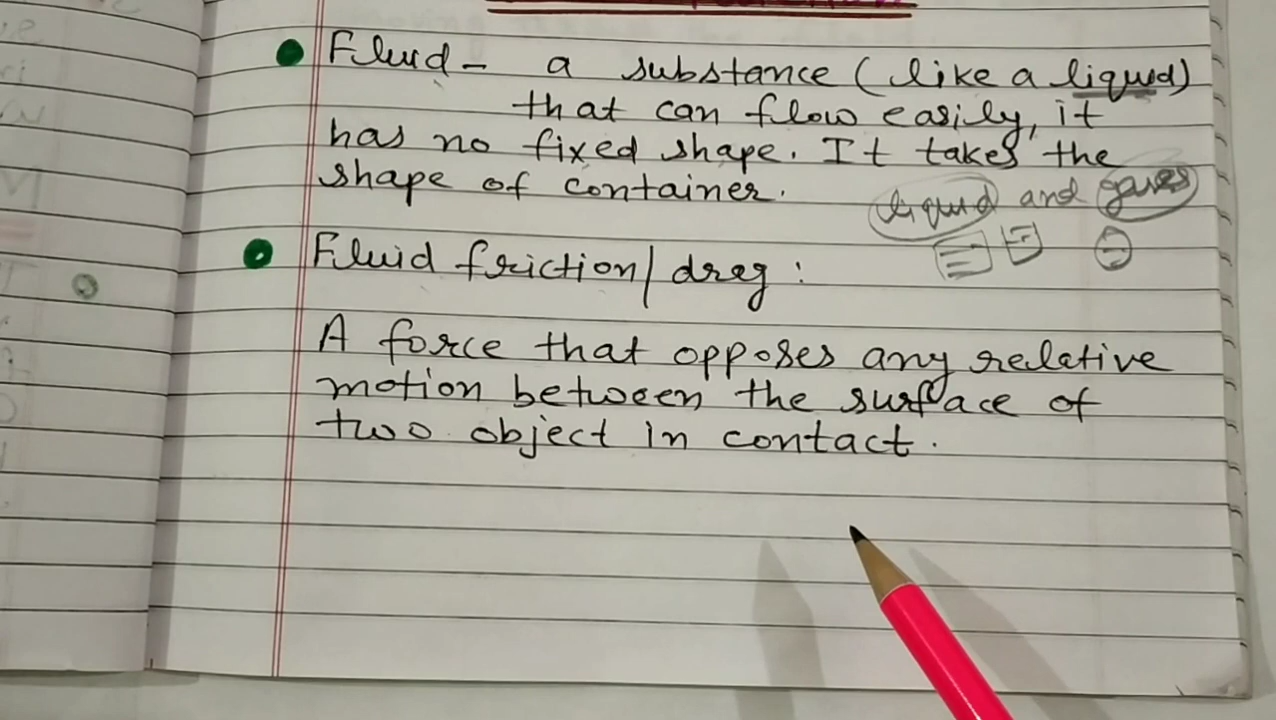 Fluid - a substance (like a liquid)
that can flow easily, it
has no fixed shape. It takes the
shape of container.
liquid and gases
Fluid friction/drag:
A force that opposes any relative
motion between the surface of
two object in contact.